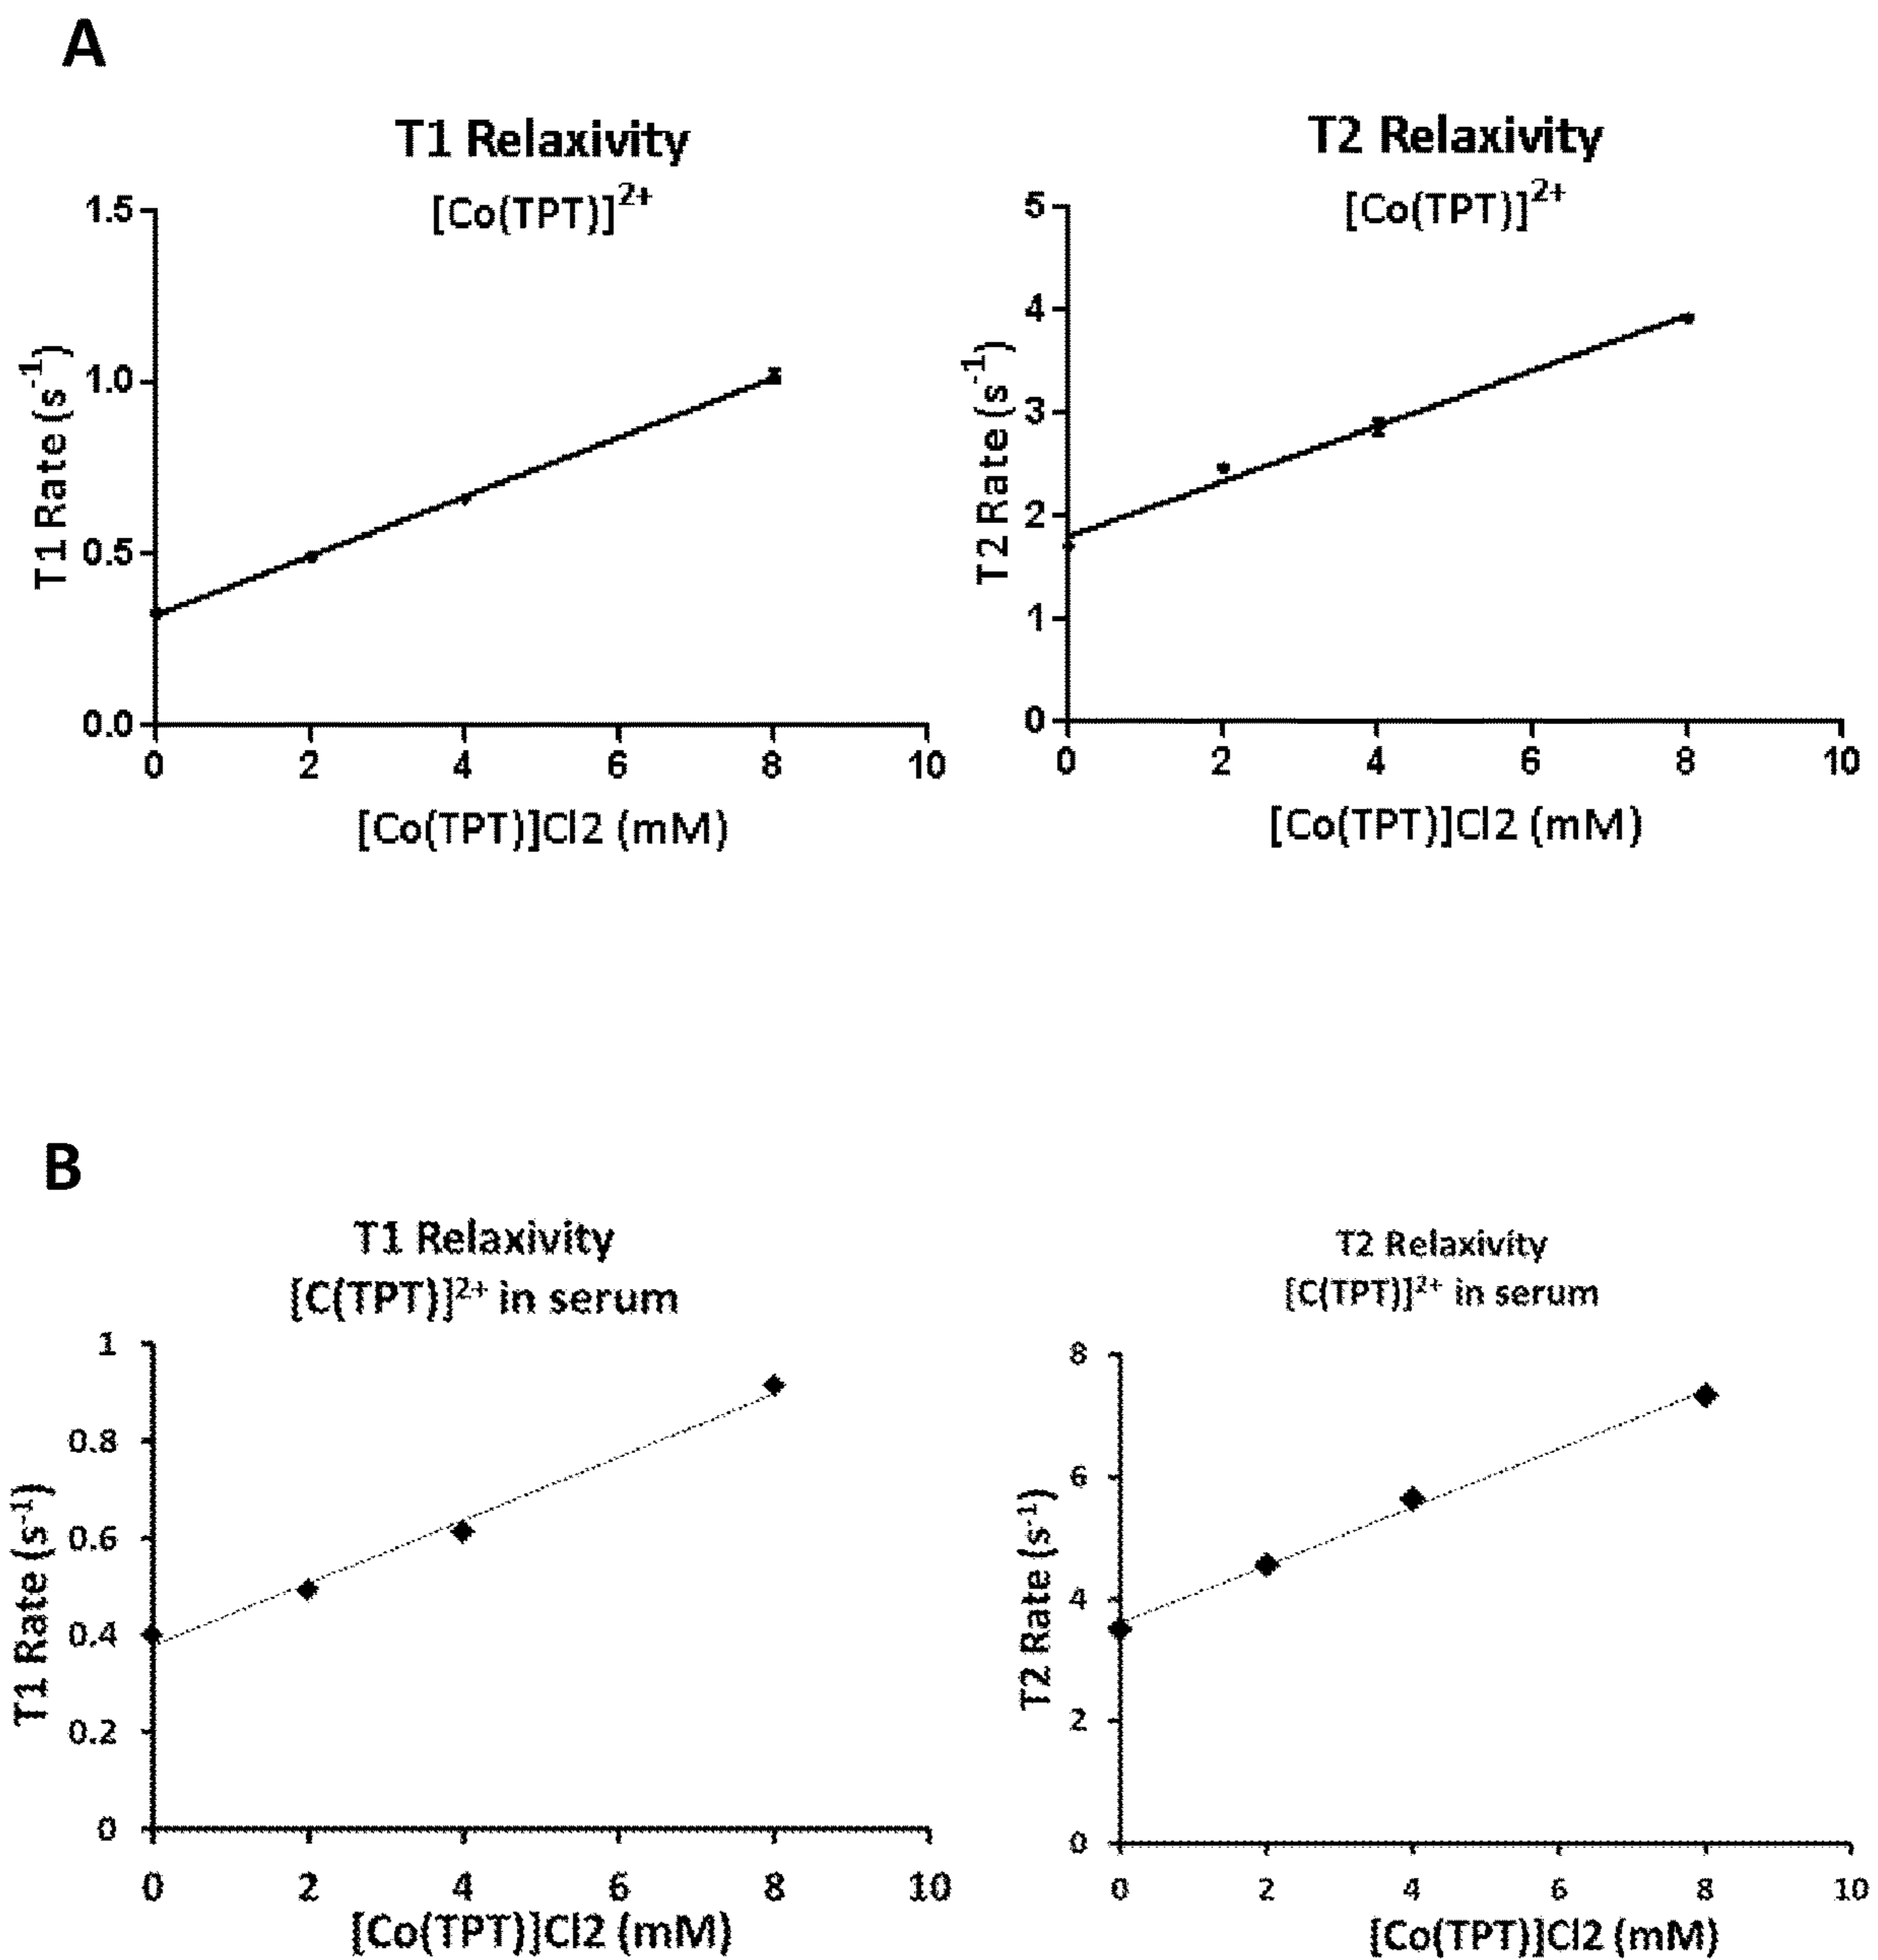 A
T1 Relaxivity
[Co(TPT)]²⁺
T1 Rate (s⁻¹)
1.5
1.0
0.5
0.0
0 2 4 6 8 10
[Co(TPT)]Cl2 (mM)
T2 Relaxivity
[Co(TPT)]²⁺
T2 Rate (s⁻¹)
5
4
3
2
1
0
0 2 4 6 8 10
[Co(TPT)]Cl2 (mM)
B
T1 Relaxivity
[C(TPT)]²⁺ in serum
T1 Rate (s⁻¹)
1
0.8
0.6
0.4
0.2
0
0 2 4 6 8 10
[Co(TPT)]Cl2 (mM)
T2 Relaxivity
[C(TPT)]²⁺ in serum
T2 Rate (s⁻¹)
8
6
4
2
0
0 2 4 6 8 10
[Co(TPT)]Cl2 (mM)